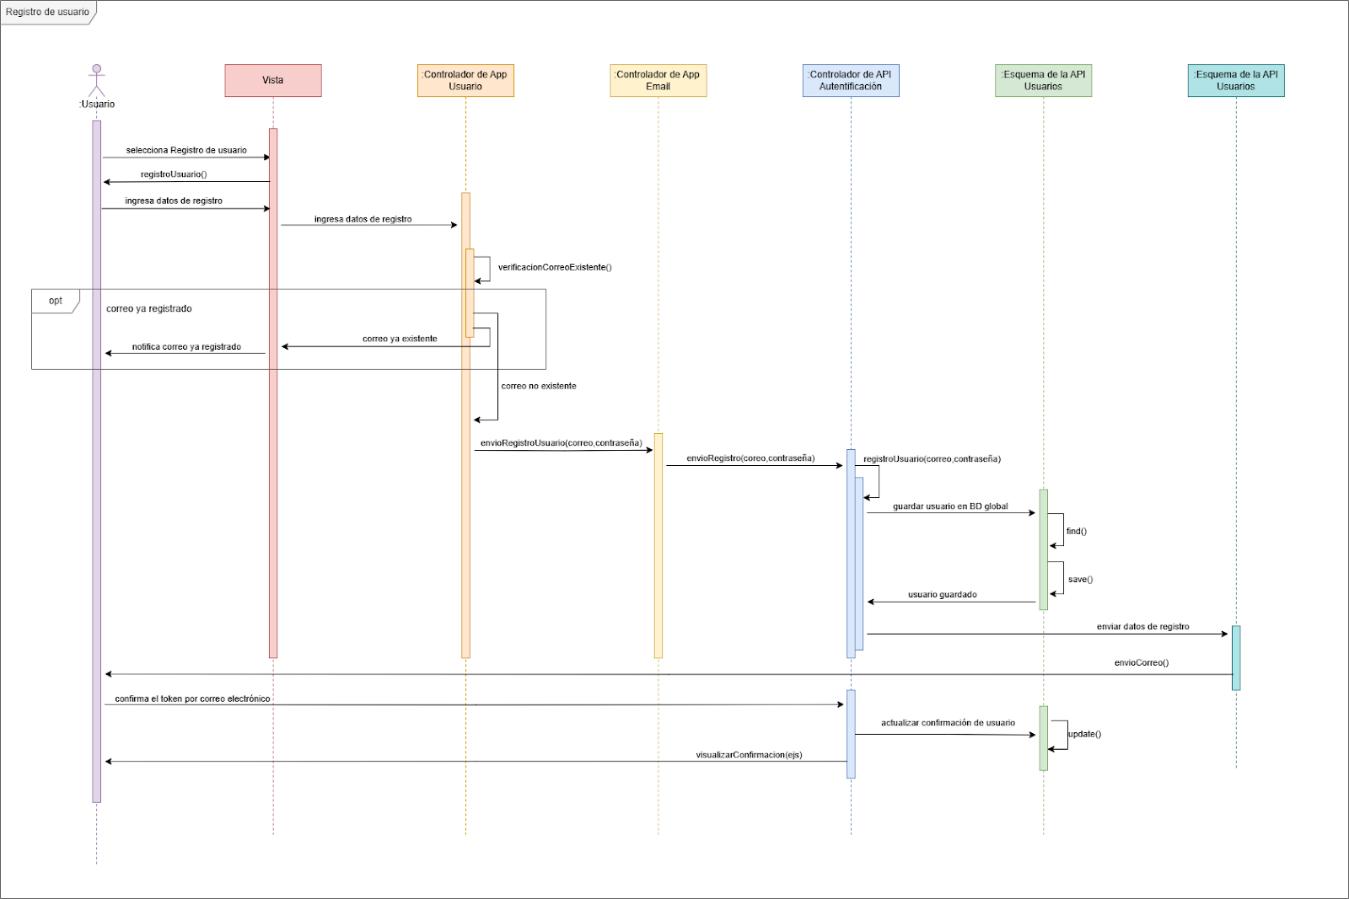 Registro de usuario
:Usuario
Vista
:Controlador de App
Usuario
:Controlador de App
Email
:Controlador de API
Autentificación
:Esquema de la API
Usuarios
:Esquema de la API
Usuarios
selecciona Registro de usuario
registroUsuario()
ingresa datos de registro
ingresa datos de registro
verificacionCorreoExistente()
opt
correo ya registrado
correo ya existente
notifica correo ya registrado
correo no existente
envioRegistroUsuario(correo,contraseña)
envioRegistro(coreo,contraseña)
registroUsuario(correo,contraseña)
guardar usuario en BD global
find()
save()
usuario guardado
enviar datos de registro
envioCorreo()
confirma el token por correo electrónico
actualizar confirmación de usuario
update()
visualizarConfirmacion(ejs)